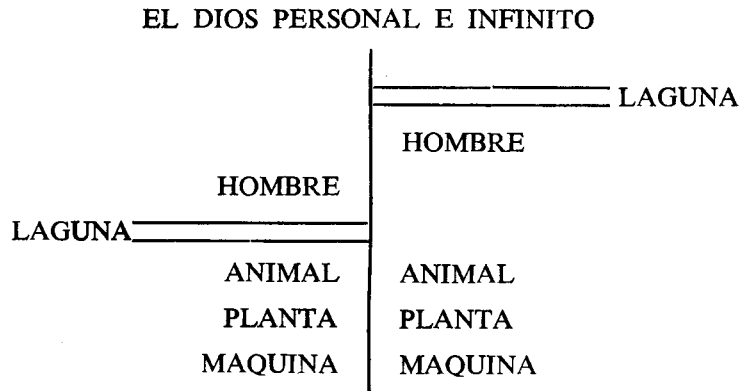 EL DIOS PERSONAL E INFINITO
LAGUNA
HOMBRE
HOMBRE
LAGUNA
ANIMAL ANIMAL
PLANTA PLANTA
MAQUINA MAQUINA